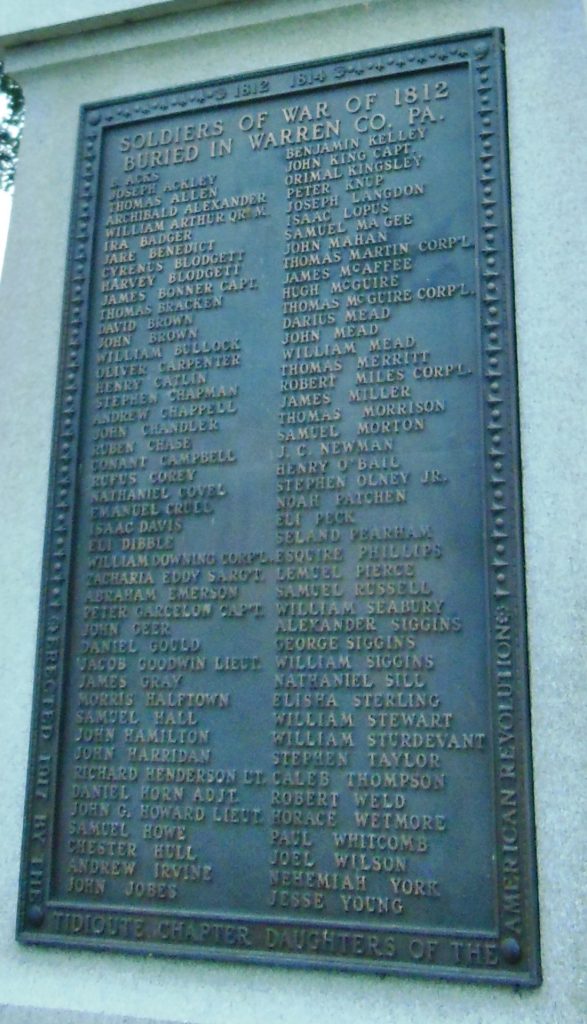 1812 1814
SOLDIERS OF WAR OF 1812
BURIED IN WARREN CO. PA.
ACKS
JOSEPH ACKLEY
THOMAS ALLEN
ARCHIBALD ALEXANDER
WILLIAM ARTHUR QR. M.
IRA BADGER
JARE BENEDICT
CYRENUS BLODGETT
HARVEY BLODGETT
JAMES BONNER CAPT.
THOMAS BRACKEN
DAVID BROWN
JOHN BROWN
WILLIAM BULLOCK
OLIVER CARPENTER
HENRY CATLIN
STEPHEN CHAPMAN
ANDREW CHAPPELL
JOHN CHANDLER
RUBEN CHASE
CONANT CAMPBELL
RUFUS COREY
NATHANIEL COVEL
EMANUEL CRULL
ISAAC DAVIS
ELI DIBBLE
WILLIAM DOWNING CORP'L.
ZACHARIA EDDY SARG'T.
ABRAHAM EMERSON
PETER GARCELOW CAP'T.
JOHN GEER
DANIEL GOULD
JACOB GOODWIN LIEUT.
JAMES GRAY
MORRIS HALFTOWN
SAMUEL HALL
JOHN HAMILTON
JOHN HARRIDAN
RICHARD HENDERSON LT.
DANIEL HORN ADJT.
JOHN G. HOWARD LIEUT.
SAMUEL HOWE
CHESTER HULL
ANDREW IRVINE
JOHN JOBES
BENJAMIN KELLEY
JOHN KING CAPT.
ORIMAL KINGSLEY
PETER KNUP
JOSEPH LANGDON
ISAAC LOPUS
SAMUEL MAGEE
JOHN MAHAN
THOMAS MARTIN CORP'L.
JAMES McAFFEE
HUGH McGUIRE
THOMAS McGUIRE CORP'L.
DARIUS MEAD
JOHN MEAD
WILLIAM MEAD
THOMAS MERRITT
ROBERT MILES CORP'L.
JAMES MILLER
THOMAS MORRISON
SAMUEL MORTON
J. C. NEWMAN
HENRY O'BAIL
STEPHEN OLNEY JR.
NOAH PATCHEN
ELI PECK
SELAND PEARHAM
ESQUIRE PHILLIPS
LEMUEL PIERCE
SAMUEL RUSSELL
WILLIAM SEABURY
ALEXANDER SIGGINS
GEORGE SIGGINS
WILLIAM SIGGINS
NATHANIEL SILL
ELISHA STERLING
WILLIAM STEWART
WILLIAM STURDEVANT
STEPHEN TAYLOR
CALEB THOMPSON
ROBERT WELD
HORACE WETMORE
PAUL WHITCOMB
JOEL WILSON
NEHEMIAH YORK
JESSE YOUNG
ERECTED 1917 BY THE
TIDIOUTE CHAPTER DAUGHTERS OF THE
AMERICAN REVOLUTION